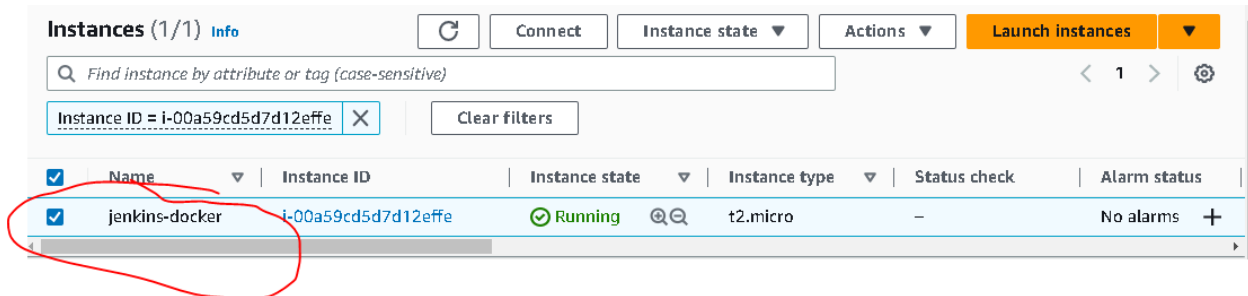 Instances (1/1) Info Connect Instance state Actions Launch instances
Find instance by attribute or tag (case-sensitive) 1
Instance ID = i-00a59cd5d7d12effe Clear filters
Name Instance ID Instance state Instance type Status check Alarm status
jenkins-docker i-00a59cd5d7d12effe Running t2.micro – No alarms +